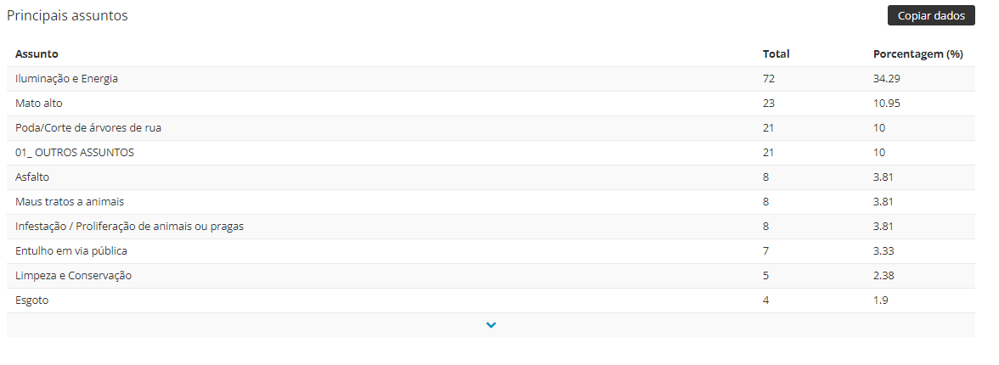 Principais assuntos Copiar dados
Assunto Total Porcentagem (%)
Iluminação e Energia 72 34.29
Mato alto 23 10.95
Poda/Corte de árvores de rua 21 10
01_ OUTROS ASSUNTOS 21 10
Asfalto 8 3.81
Maus tratos a animais 8 3.81
Infestação / Proliferação de animais ou pragas 8 3.81
Entulho em via pública 7 3.33
Limpeza e Conservação 5 2.38
Esgoto 4 1.9